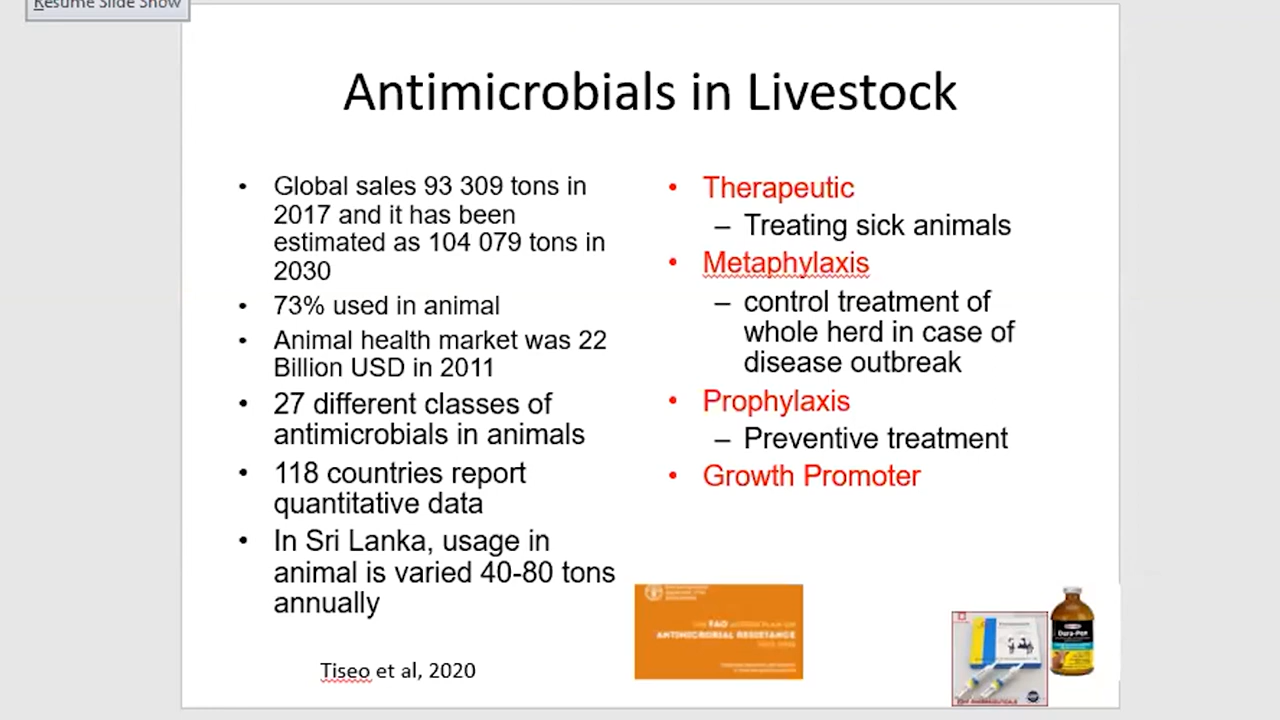 Resume Slide Show
Antimicrobials in Livestock
• Global sales 93 309 tons in
2017 and it has been
estimated as 104 079 tons in
2030
• 73% used in animal
• Animal health market was 22
Billion USD in 2011
• 27 different classes of
antimicrobials in animals
• 118 countries report
quantitative data
• In Sri Lanka, usage in
animal is varied 40-80 tons
annually
Tiseo et al, 2020
• Therapeutic
– Treating sick animals
• Metaphylaxis
– control treatment of
whole herd in case of
disease outbreak
• Prophylaxis
– Preventive treatment
• Growth Promoter
THE FAO ACTION PLAN ON
ANTIMICROBIAL RESISTANCE
Dura-Pen